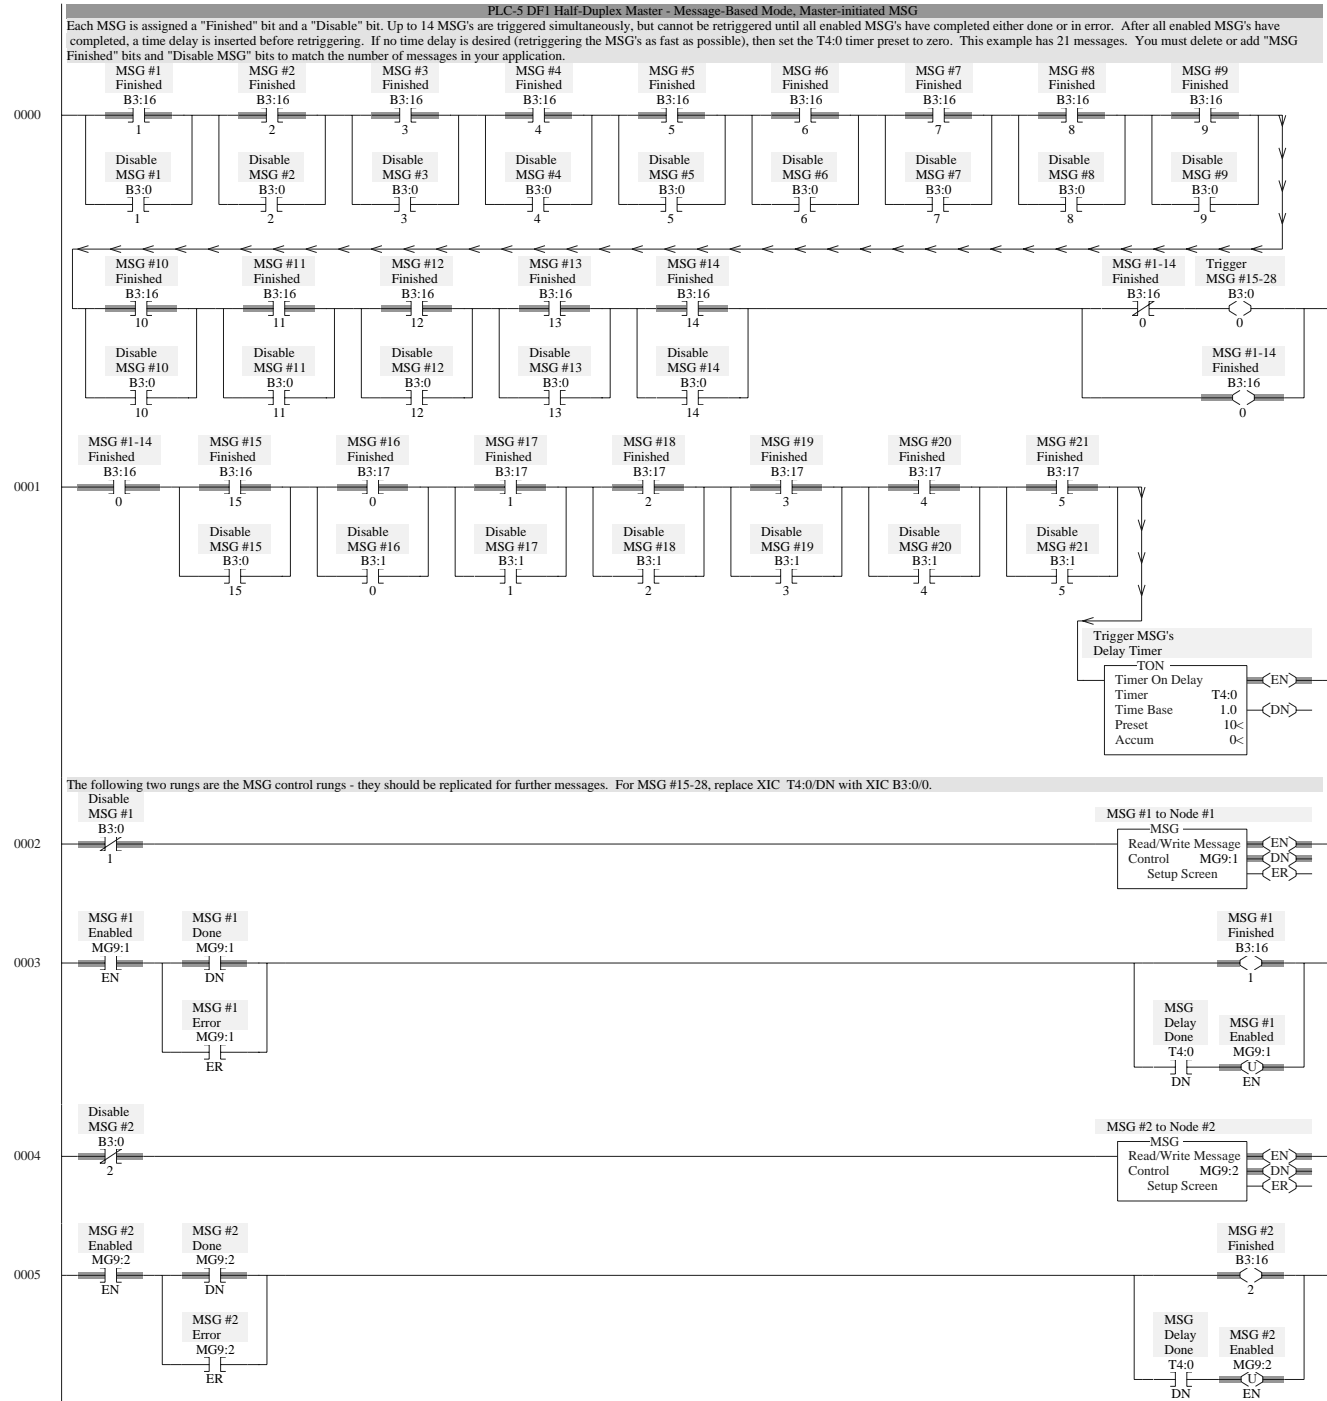 PLC-5 DF1 Half-Duplex Master - Message-Based Mode, Master-initiated MSG
Each MSG is assigned a "Finished" bit and a "Disable" bit. Up to 14 MSG's are triggered simultaneously, but cannot be retriggered until all enabled MSG's have completed either done or in error. After all enabled MSG's have
completed, a time delay is inserted before retriggering. If no time delay is desired (retriggering the MSG's as fast as possible), then set the T4:0 timer preset to zero. This example has 21 messages. You must delete or add "MSG
Finished" bits and "Disable MSG" bits to match the number of messages in your application.
MSG #1 MSG #2 MSG #3 MSG #4 MSG #5 MSG #6 MSG #7 MSG #8 MSG #9
Finished Finished Finished Finished Finished Finished Finished Finished Finished
B3:16 B3:16 B3:16 B3:16 B3:16 B3:16 B3:16 B3:16 B3:16
0000
1 2 3 4 5 6 7 8 9
Disable Disable Disable Disable Disable Disable Disable Disable Disable
MSG #1 MSG #2 MSG #3 MSG #4 MSG #5 MSG #6 MSG #7 MSG #8 MSG #9
B3:0 B3:0 B3:0 B3:0 B3:0 B3:0 B3:0 B3:0 B3:0
1 2 3 4 5 6 7 8 9
MSG #10 MSG #11 MSG #12 MSG #13 MSG #14 MSG #1-14 Trigger
Finished Finished Finished Finished Finished Finished MSG #15-28
B3:16 B3:16 B3:16 B3:16 B3:16 B3:16 B3:0
10 11 12 13 14 0 0
Disable Disable Disable Disable Disable MSG #1-14
MSG #10 MSG #11 MSG #12 MSG #13 MSG #14 Finished
B3:0 B3:0 B3:0 B3:0 B3:0 B3:16
10 11 12 13 14 0
MSG #1-14 MSG #15 MSG #16 MSG #17 MSG #18 MSG #19 MSG #20 MSG #21
Finished Finished Finished Finished Finished Finished Finished Finished
B3:16 B3:16 B3:17 B3:17 B3:17 B3:17 B3:17 B3:17
0001
0 15 0 1 2 3 4 5
Disable Disable Disable Disable Disable Disable Disable
MSG #15 MSG #16 MSG #17 MSG #18 MSG #19 MSG #20 MSG #21
B3:0 B3:1 B3:1 B3:1 B3:1 B3:1 B3:1
15 0 1 2 3 4 5
Trigger MSG's
Delay Timer
TON
Timer On Delay EN
Timer T4:0
Time Base 1.0 DN
Preset 10<
Accum 0<
The following two rungs are the MSG control rungs - they should be replicated for further messages. For MSG #15-28, replace XIC T4:0/DN with XIC B3:0/0.
Disable
MSG #1 MSG #1 to Node #1
B3:0 MSG
0002 Read/Write Message EN
1 Control MG9:1 DN
Setup Screen ER
MSG #1 MSG #1 MSG #1
Enabled Done Finished
MG9:1 MG9:1 B3:16
0003
EN DN 1
MSG #1 MSG
Error Delay MSG #1
MG9:1 Done Enabled
T4:0 MG9:1
ER U
DN EN
Disable
MSG #2 MSG #2 to Node #2
B3:0 MSG
0004 Read/Write Message EN
2 Control MG9:2 DN
Setup Screen ER
MSG #2 MSG #2 MSG #2
Enabled Done Finished
MG9:2 MG9:2 B3:16
0005
EN DN 2
MSG #2 MSG
Error Delay MSG #2
MG9:2 Done Enabled
T4:0 MG9:2
ER U
DN EN